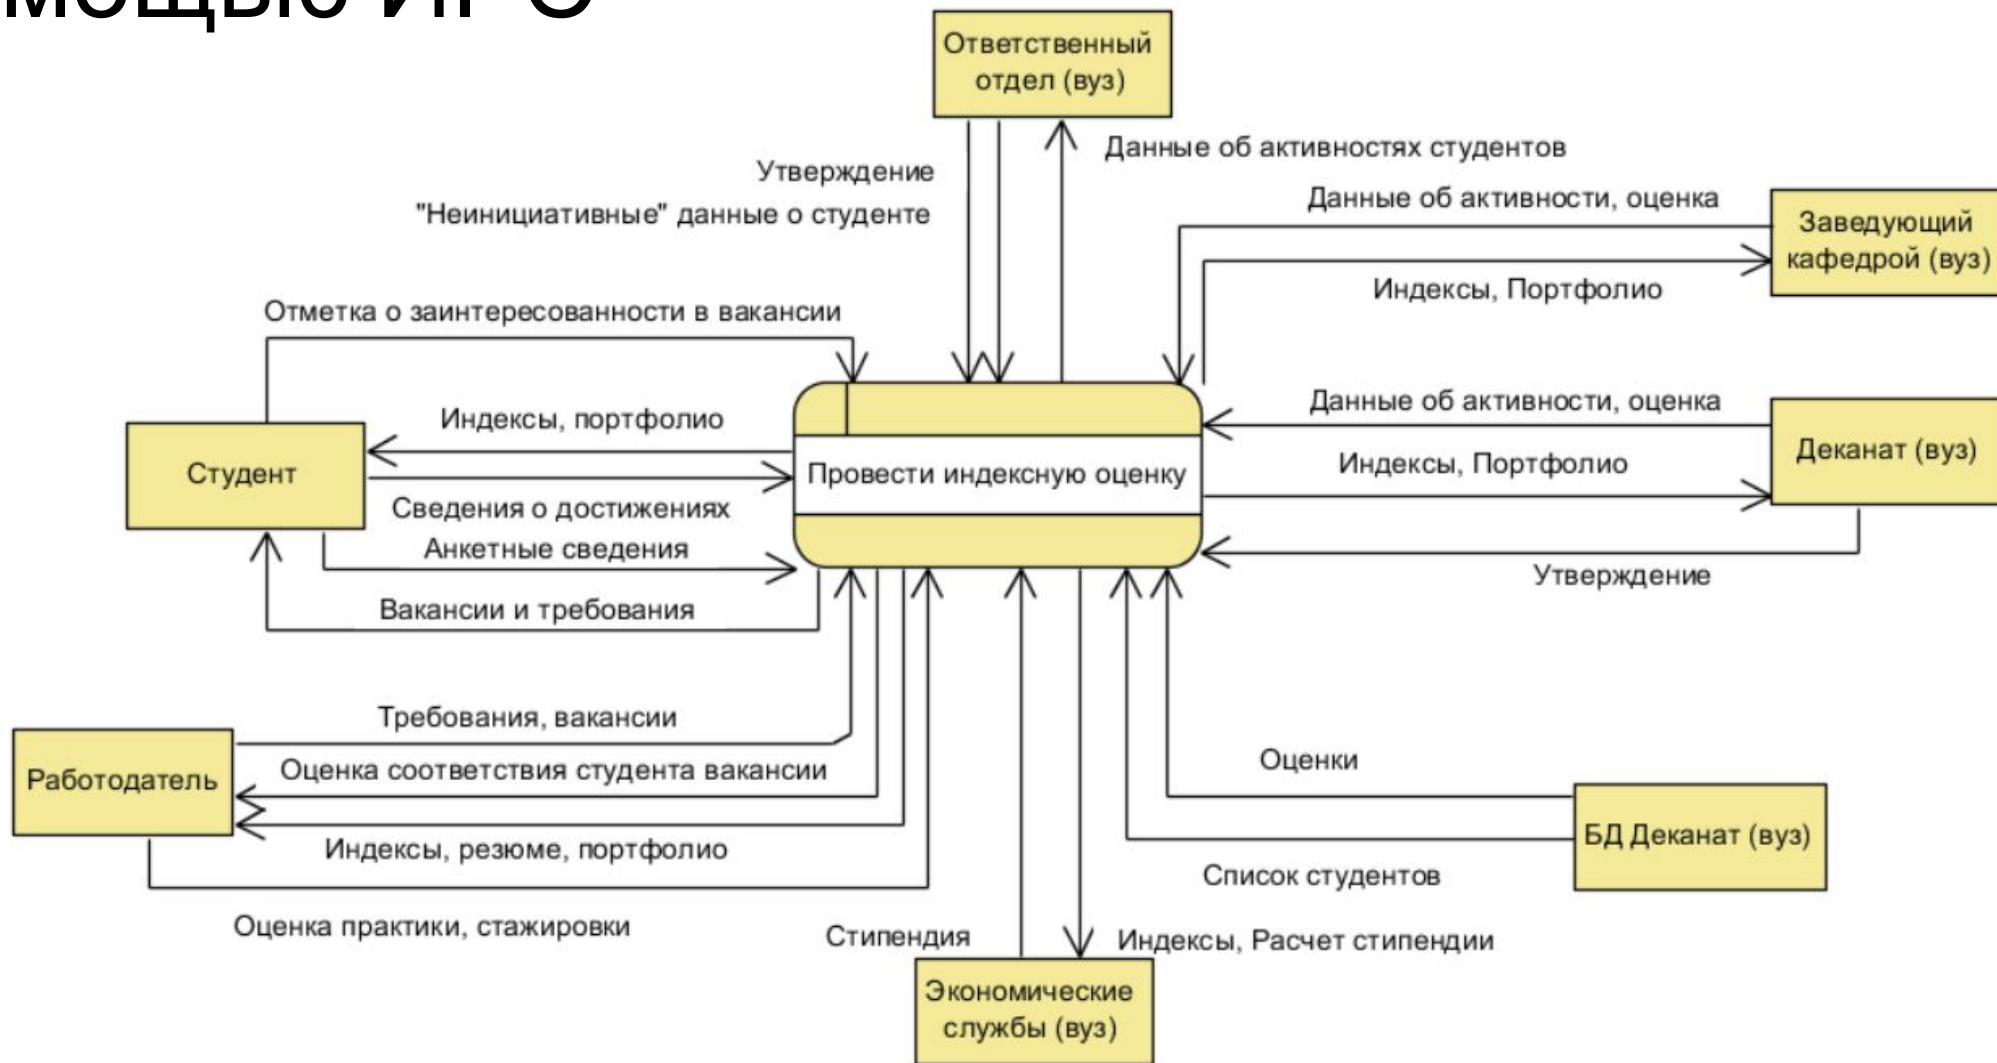 мощью ИГС
Ответственный
отдел (вуз)
Утверждение
"Неинициативные" данные о студенте
Данные об активностях студентов
Данные об активности, оценка
Заведующий
кафедрой (вуз)
Индексы, Портфолио
Отметка о заинтересованности в вакансии
Индексы, портфолио
Студент
Сведения о достижениях
Анкетные сведения
Вакансии и требования
Провести индексную оценку
Данные об активности, оценка
Деканат (вуз)
Индексы, Портфолио
Утверждение
Требования, вакансии
Работодатель
Оценка соответствия студента вакансии
Индексы, резюме, портфолио
Оценка практики, стажировки
Оценки
БД Деканат (вуз)
Список студентов
Стипендия
Индексы, Расчет стипендии
Экономические
службы (вуз)